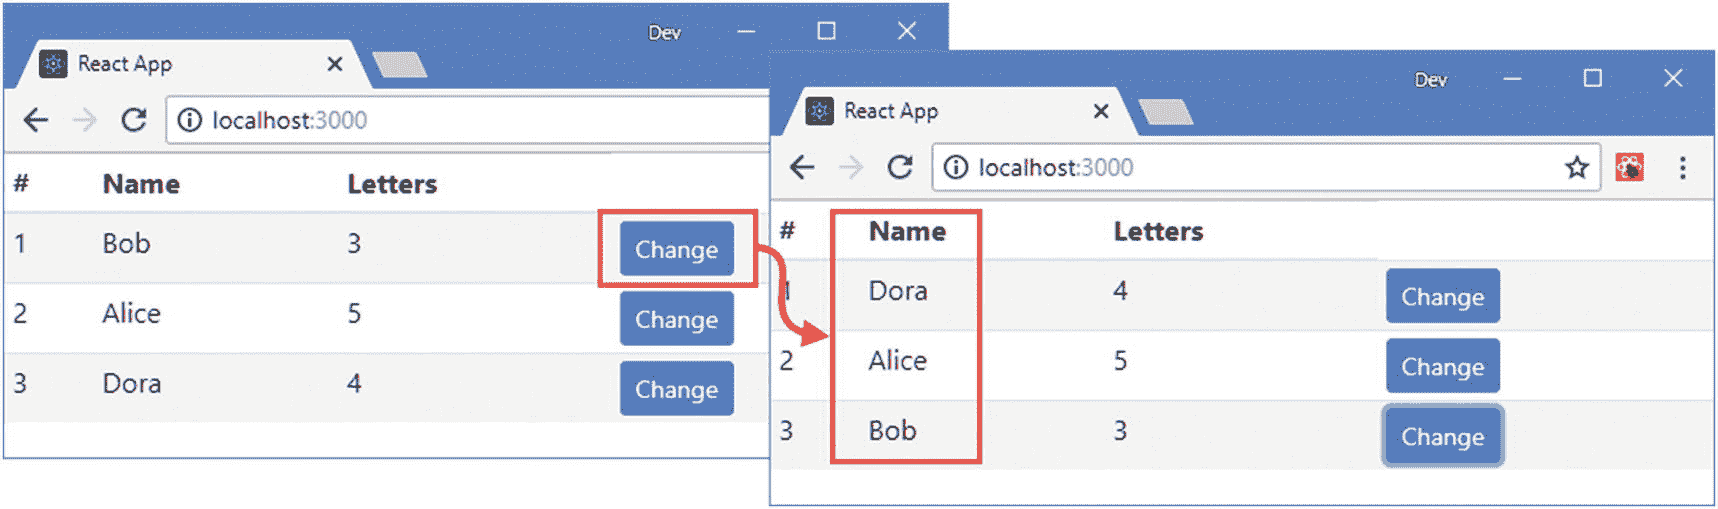 Dev
React App
localhost:3000
# Name Letters
1 Bob 3 Change
2 Alice 5 Change
3 Dora 4 Change
Dev
React App
localhost:3000
# Name Letters
1 Dora 4 Change
2 Alice 5 Change
3 Bob 3 Change